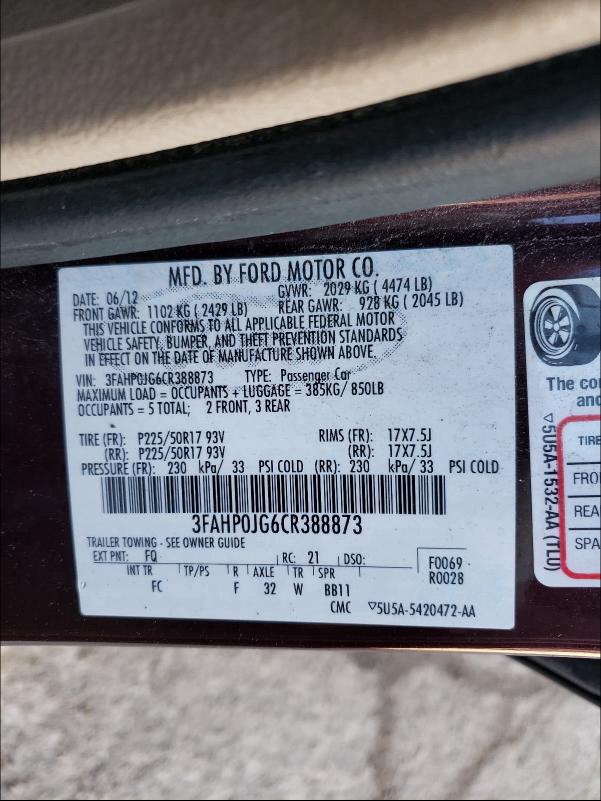 MFD. BY FORD MOTOR CO.
DATE: 06/12 GVWR: 2029 KG ( 4474 LB)
FRONT GAWR: 1102 KG ( 2429 LB) REAR GAWR: 928 KG ( 2045 LB)
THIS VEHICLE CONFORMS TO ALL APPLICABLE FEDERAL MOTOR
VEHICLE SAFETY, BUMPER, AND THEFT PREVENTION STANDARDS
IN EFFECT ON THE DATE OF MANUFACTURE SHOWN ABOVE.
VIN: 3FAHP0JG6CR388873 TYPE: Passenger Car
MAXIMUM LOAD = OCCUPANTS + LUGGAGE = 385KG/ 850LB
OCCUPANTS = 5 TOTAL; 2 FRONT, 3 REAR
TIRE (FR): P225/50R17 93V RIMS (FR): 17X7.5J
(RR): P225/50R17 93V (RR): 17X7.5J
PRESSURE (FR): 230 kPa/ 33 PSI COLD (RR): 230 kPa/ 33 PSI COLD
3FAHP0JG6CR388873
TRAILER TOWING - SEE OWNER GUIDE
EXT PNT: FQ RC: 21 DSO: F0069
INT TR TP/PS R AXLE TR SPR R0028
FC F 32 W BB11
CMC ▽5U5A-5420472-AA
The co
an
▽5U5A-1532-AA (TL0)
TIRE
FRO
REA
SPA